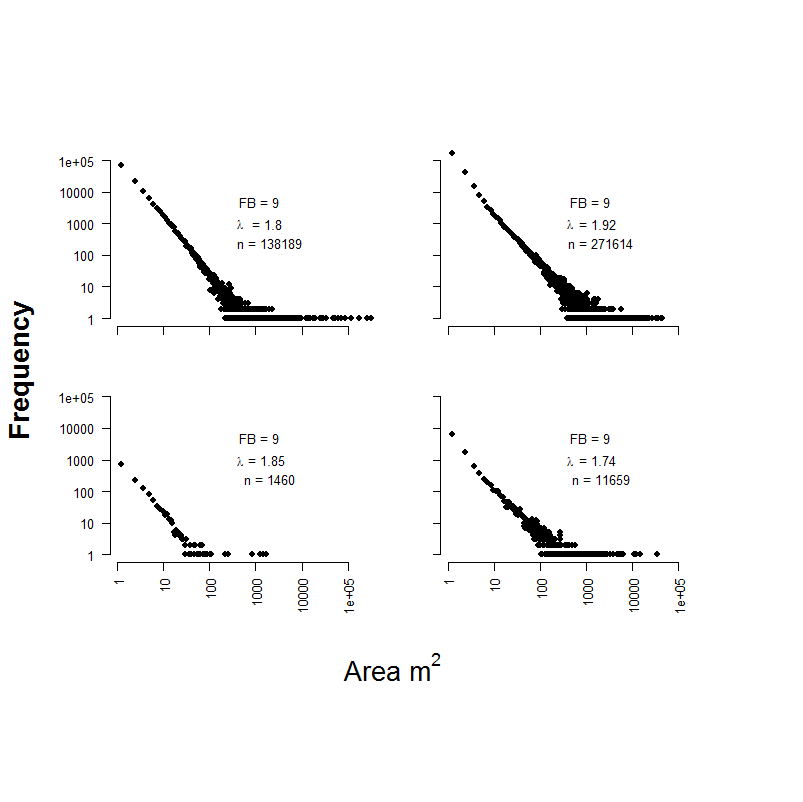 1e+05
10000
1000
100
10
1
FB = 9
λ = 1.8
n = 138189
FB = 9
λ = 1.92
n = 271614
Frequency
1e+05
10000
1000
100
10
1
FB = 9
λ = 1.85
n = 1460
FB = 9
λ = 1.74
n = 11659
1
10
100
1000
10000
1e+05
1
10
100
1000
10000
1e+05
Area m²